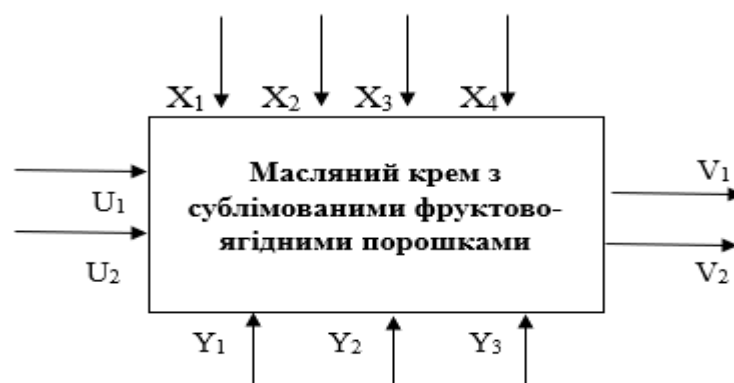 X₁ X₂ X₃ X₄
Масляний крем з
сублімованими фруктово-
ягідними порошками
U₁
U₂
V₁
V₂
Y₁ Y₂ Y₃